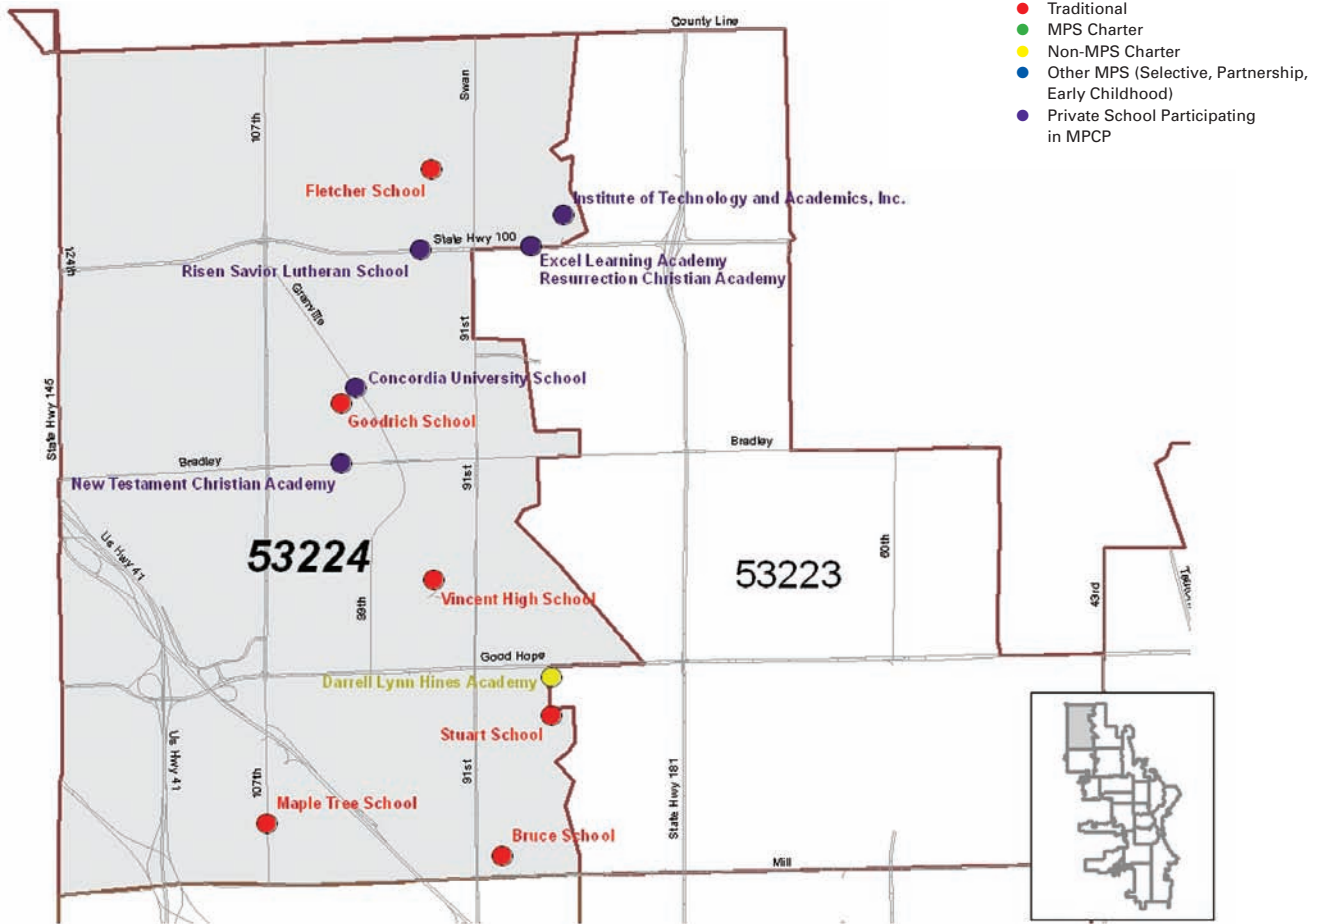 County Line
Traditional
MPS Charter
Non-MPS Charter
Other MPS (Selective, Partnership,
Early Childhood)
Private School Participating
in MPCP
Swan
107th
Fletcher School
Institute of Technology and Academics, Inc.
State Hwy 100
124th
Risen Savior Lutheran School
Excel Learning Academy
Resurrection Christian Academy
Granville
91st
Concordia University School
State Hwy 145
Goodrich School
Bradley
Bradley
91st
New Testament Christian Academy
Us Hwy 41
53224
53223
60th
99th
Vincent High School
43rd
Good Hope
Darrell Lynn Hines Academy
Stuart School
Us Hwy 41
107th
91st
State Hwy 181
Maple Tree School
Bruce School
Mill